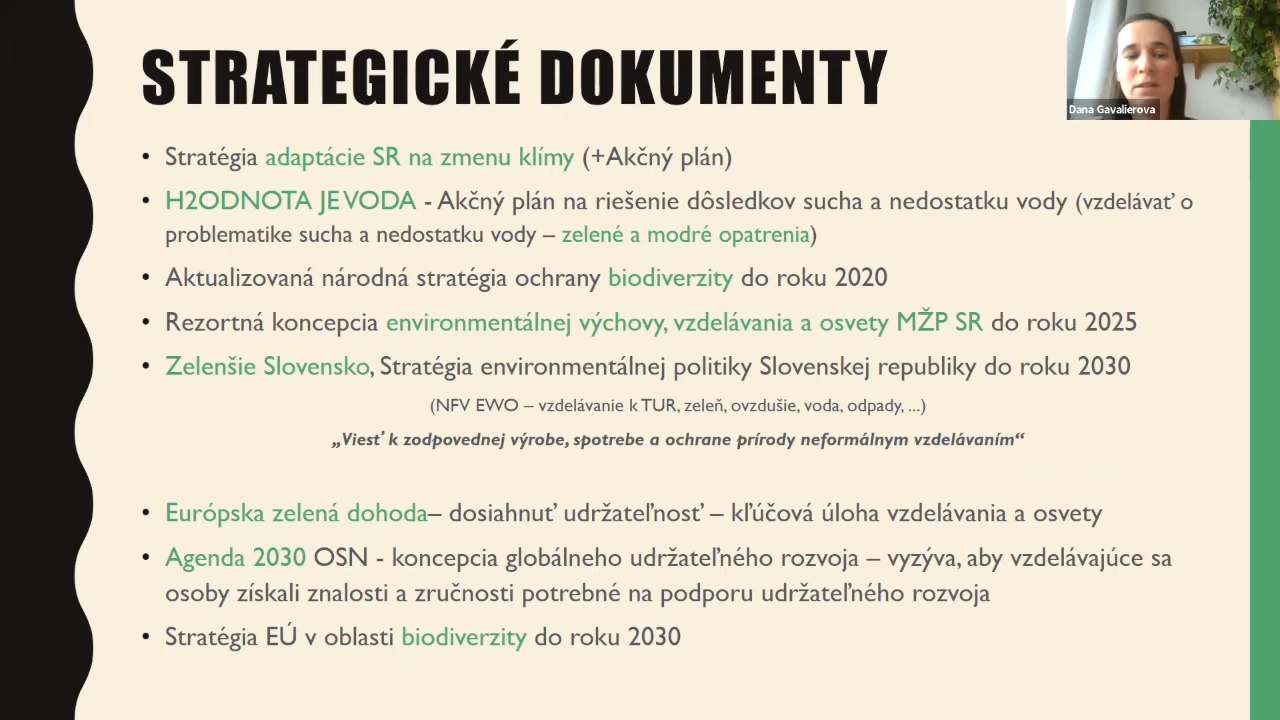 STRATEGICKÉ DOKUMENTY
Dana Gavalierova
• Stratégia adaptácie SR na zmenu klímy (+Akčný plán)
• H2ODNOTA JE VODA - Akčný plán na riešenie dôsledkov sucha a nedostatku vody (vzdelávať o
problematike sucha a nedostatku vody – zelené a modré opatrenia)
• Aktualizovaná národná stratégia ochrany biodiverzity do roku 2020
• Rezortná koncepcia environmentálnej výchovy, vzdelávania a osvety MŽP SR do roku 2025
• Zelenšie Slovensko, Stratégia environmentálnej politiky Slovenskej republiky do roku 2030
(NFV EWO – vzdelávanie k TUR, zeleň, ovzdušie, voda, odpady, ...)
„Viesť k zodpovednej výrobe, spotrebe a ochrane prírody neformálnym vzdelávaním“
• Európska zelená dohoda– dosiahnuť udržateľnosť – kľúčová úloha vzdelávania a osvety
• Agenda 2030 OSN - koncepcia globálneho udržateľného rozvoja – vyzýva, aby vzdelávajúce sa
osoby získali znalosti a zručnosti potrebné na podporu udržateľného rozvoja
• Stratégia EÚ v oblasti biodiverzity do roku 2030